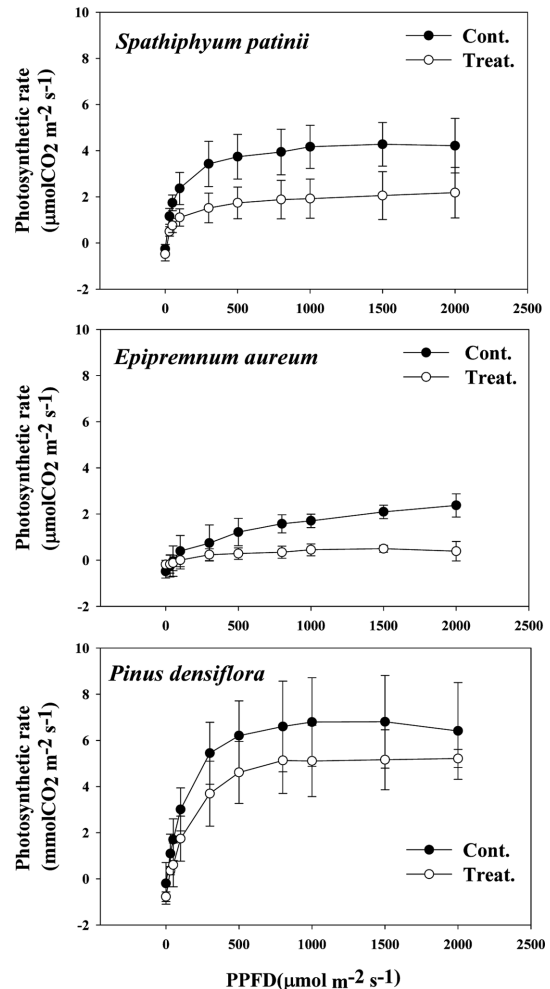 10
8
6
4
2
0
-2
Spathiphyum patinii
Cont.
Treat.
Photosynthetic rate
(μmolCO2 m-2 s-1)
0 500 1000 1500 2000 2500
10
8
6
4
2
0
-2
Epipremnum aureum
Cont.
Treat.
Photosynthetic rate
(μmolCO2 m-2 s-1)
0 500 1000 1500 2000 2500
10
8
6
4
2
0
-2
Pinus densiflora
Cont.
Treat.
Photosynthetic rate
(mmolCO2 m-2 s-1)
0 500 1000 1500 2000 2500
PPFD(μmol m-2 s-1)